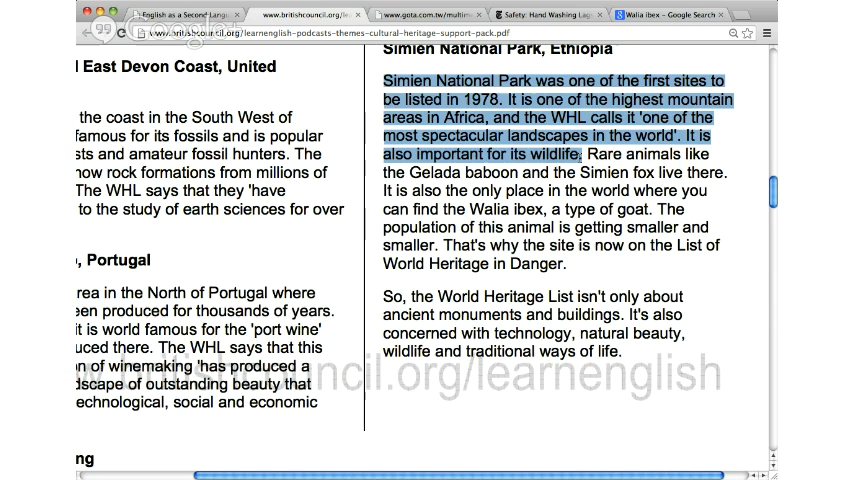 English as a Second Langu
www.britishcouncil.org/le
www.gota.com.tw/multim
Safety: Hand Washing Lag
Walia ibex - Google Search
www.britishcouncil.org/learnenglish-podcasts-themes-cultural-heritage-support-pack.pdf
Google+
East Devon Coast, United
the coast in the South West of
famous for its fossils and is popular
sts and amateur fossil hunters. The
now rock formations from millions of
The WHL says that they 'have
to the study of earth sciences for over
, Portugal
rea in the North of Portugal where
een produced for thousands of years.
it is world famous for the 'port wine'
uced there. The WHL says that this
on of winemaking 'has produced a
dscape of outstanding beauty that
echnological, social and economic
ng
Simien National Park, Ethiopia
Simien National Park was one of the first sites to
be listed in 1978. It is one of the highest mountain
areas in Africa, and the WHL calls it 'one of the
most spectacular landscapes in the world'. It is
also important for its wildlife. Rare animals like
the Gelada baboon and the Simien fox live there.
It is also the only place in the world where you
can find the Walia ibex, a type of goat. The
population of this animal is getting smaller and
smaller. That's why the site is now on the List of
World Heritage in Danger.
So, the World Heritage List isn't only about
ancient monuments and buildings. It's also
concerned with technology, natural beauty,
wildlife and traditional ways of life.
w.britishcouncil.org/learnenglish